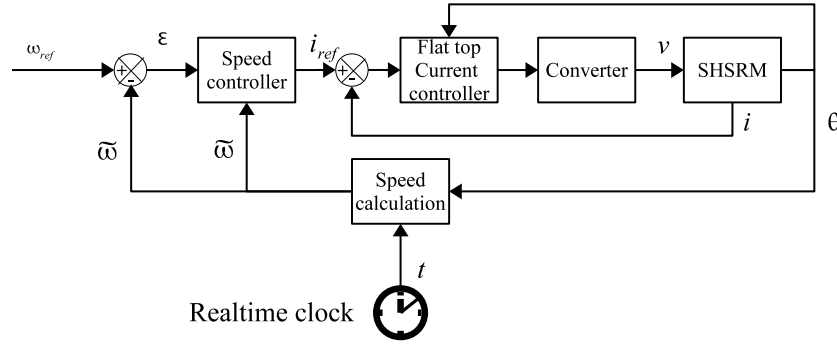 ω_ref
+
-
ε
Speed
controller
i_ref
+
-
Flat top
Current
controller
Converter
v
SHSRM
i
θ
ω̃
ω̃
Speed
calculation
t
Realtime clock